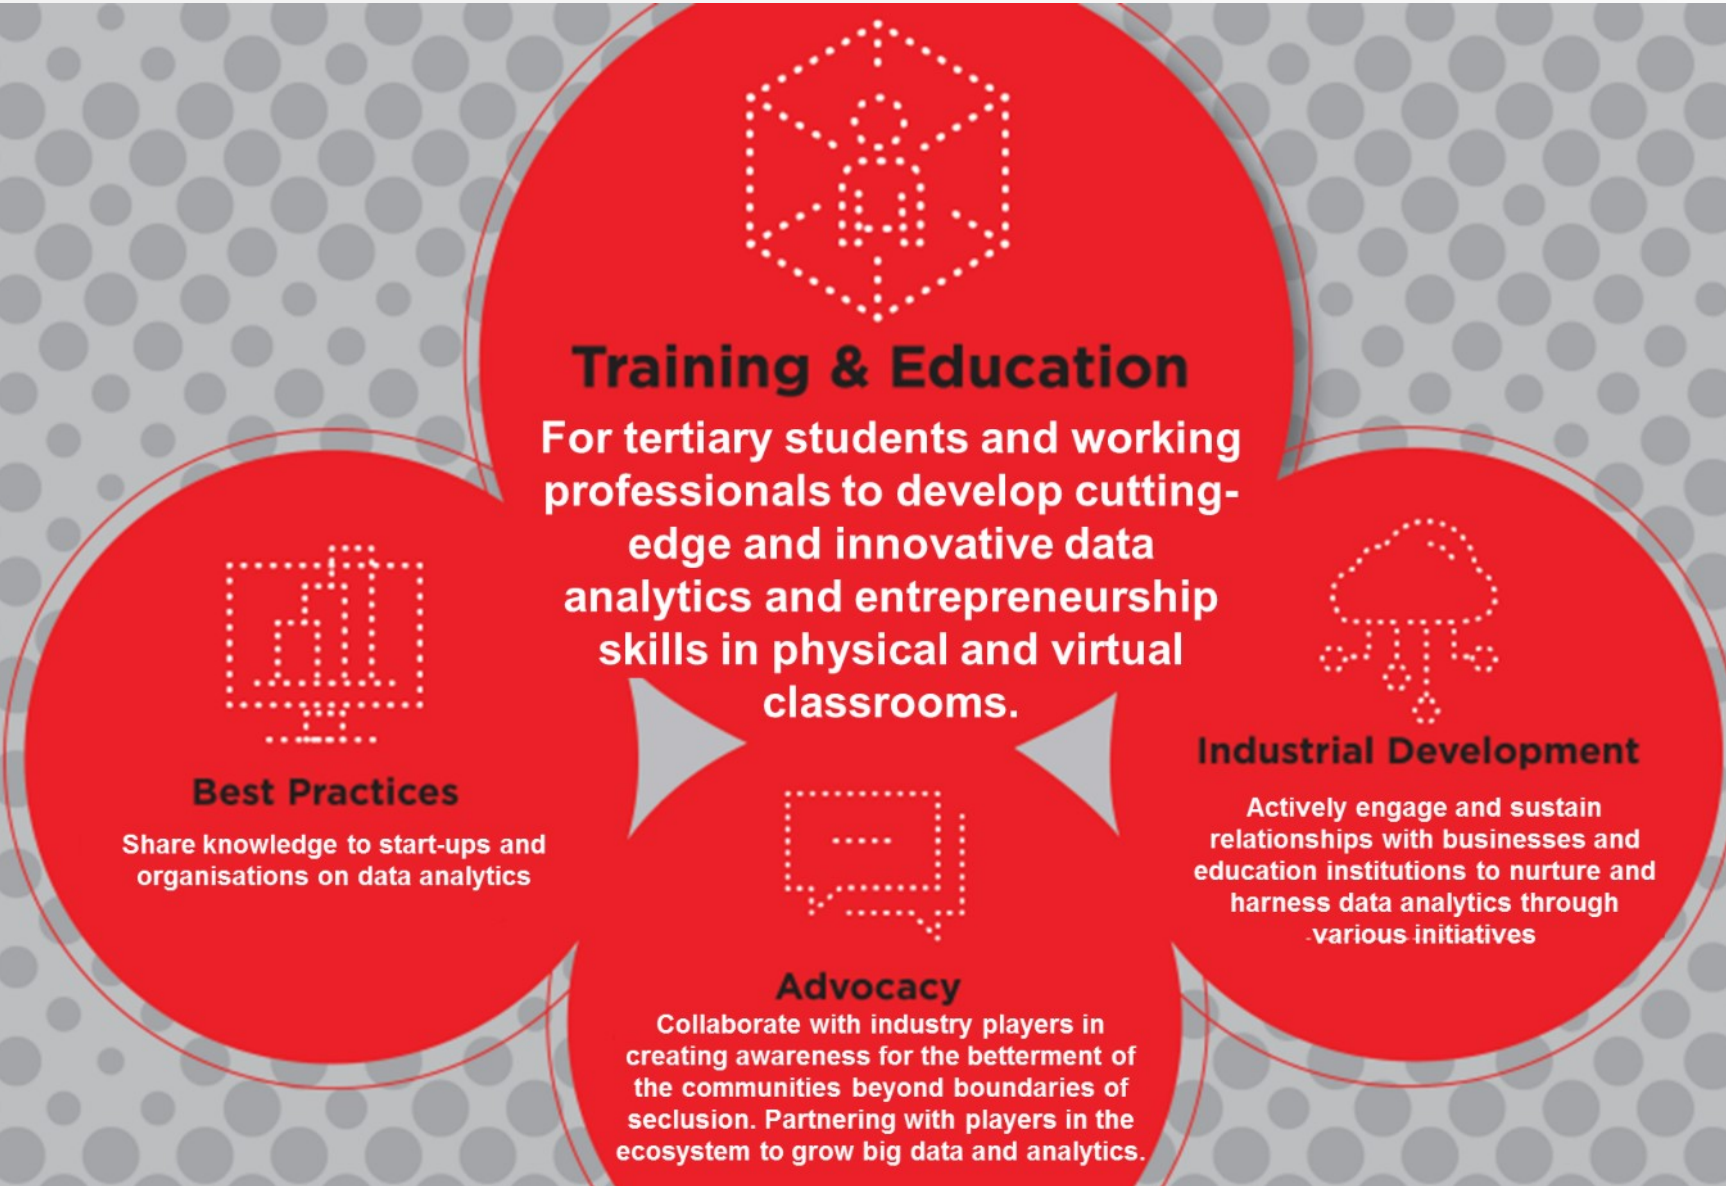 Training & Education
For tertiary students and working
professionals to develop cutting-
edge and innovative data
analytics and entrepreneurship
skills in physical and virtual
classrooms.
Best Practices
Share knowledge to start-ups and
organisations on data analytics
Industrial Development
Actively engage and sustain
relationships with businesses and
education institutions to nurture and
harness data analytics through
various initiatives
Advocacy
Collaborate with industry players in
creating awareness for the betterment of
the communities beyond boundaries of
seclusion. Partnering with players in the
ecosystem to grow big data and analytics.